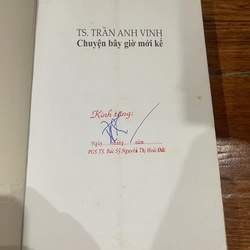 TS. TRẦN ANH VINH
Chuyện bây giờ mới kể
Kính tặng:
Ngày tháng năm
PGS.TS. Bác Sỹ Nguyễn Thị Hoài Đức